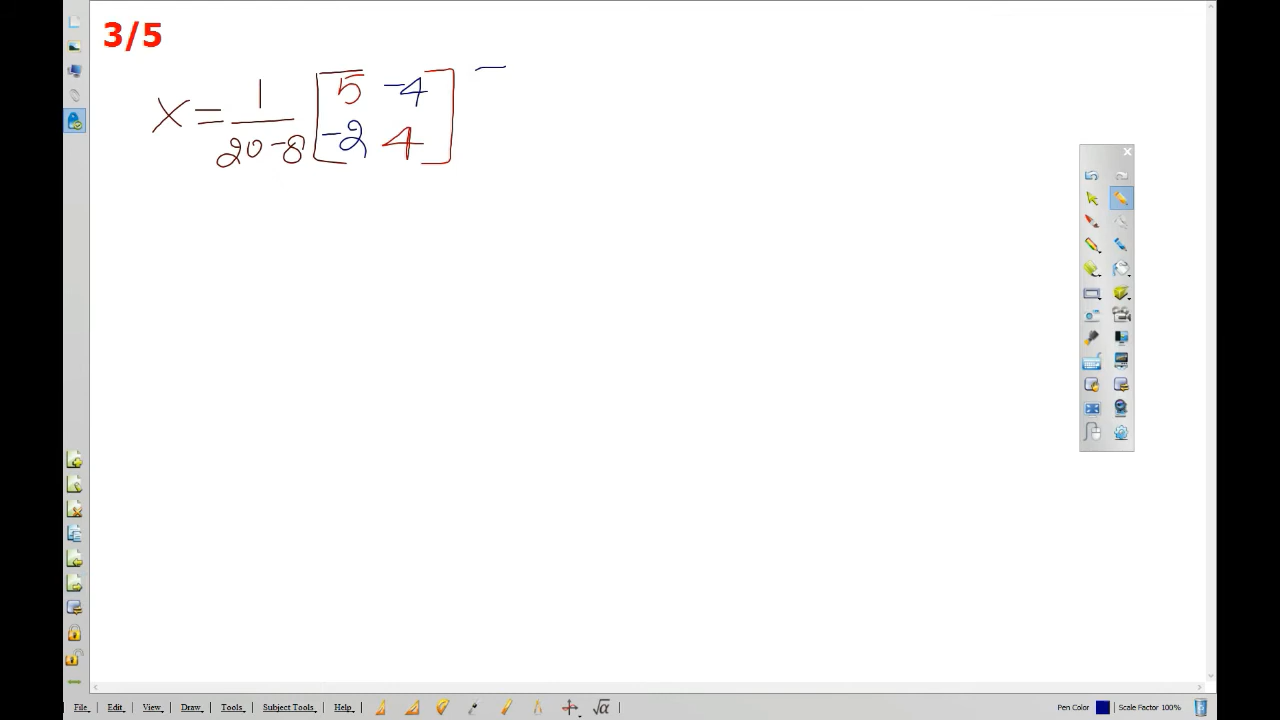 3/5
X = 1/(20-8) [5 -4
-2 4]
File Edit View Draw Tools Subject Tools Help √α Pen Color Scale Factor 100%